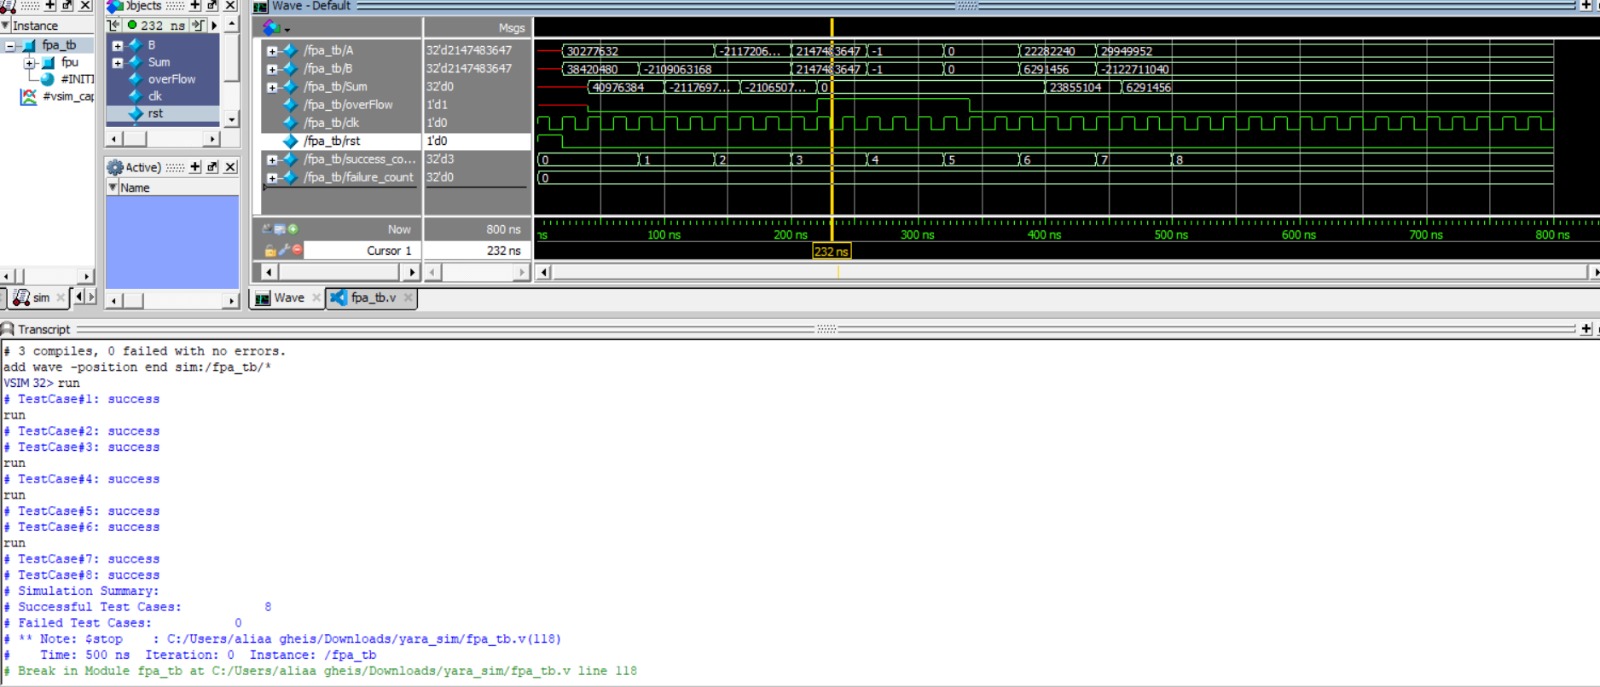 Objects
232 ns
Wave - Default
Instance
fpa_tb
fpu
#INITI
#vsim_cap
B
Sum
overFlow
clk
rst
Active)
Name
Msgs
/fpa_tb/A 32'd2147483647 30277632 -2117206... 2147483647 -1 0 22282240 29949952
/fpa_tb/B 32'd2147483647 38420480 -2109063168 2147483647 -1 0 6291456 -2122711040
/fpa_tb/Sum 32'd0 40976384 -2117697... -2106507... 0 23855104 6291456
/fpa_tb/overFlow 1'd1
/fpa_tb/clk 1'd0
/fpa_tb/rst 1'd0
/fpa_tb/success_co... 32'd3 0 1 2 3 4 5 6 7 8
/fpa_tb/failure_count 32'd0 0
Now 800 ns ns 100 ns 200 ns 300 ns 400 ns 500 ns 600 ns 700 ns 800 ns
Cursor 1 232 ns 232 ns
sim
Wave fpa_tb.v
Transcript
# 3 compiles, 0 failed with no errors.
add wave -position end sim:/fpa_tb/*
VSIM 32> run
# TestCase#1: success
run
# TestCase#2: success
# TestCase#3: success
run
# TestCase#4: success
run
# TestCase#5: success
# TestCase#6: success
run
# TestCase#7: success
# TestCase#8: success
# Simulation Summary:
# Successful Test Cases: 8
# Failed Test Cases: 0
# ** Note: $stop : C:/Users/aliaa gheis/Downloads/yara_sim/fpa_tb.v(118)
# Time: 500 ns Iteration: 0 Instance: /fpa_tb
# Break in Module fpa_tb at C:/Users/aliaa gheis/Downloads/yara_sim/fpa_tb.v line 118